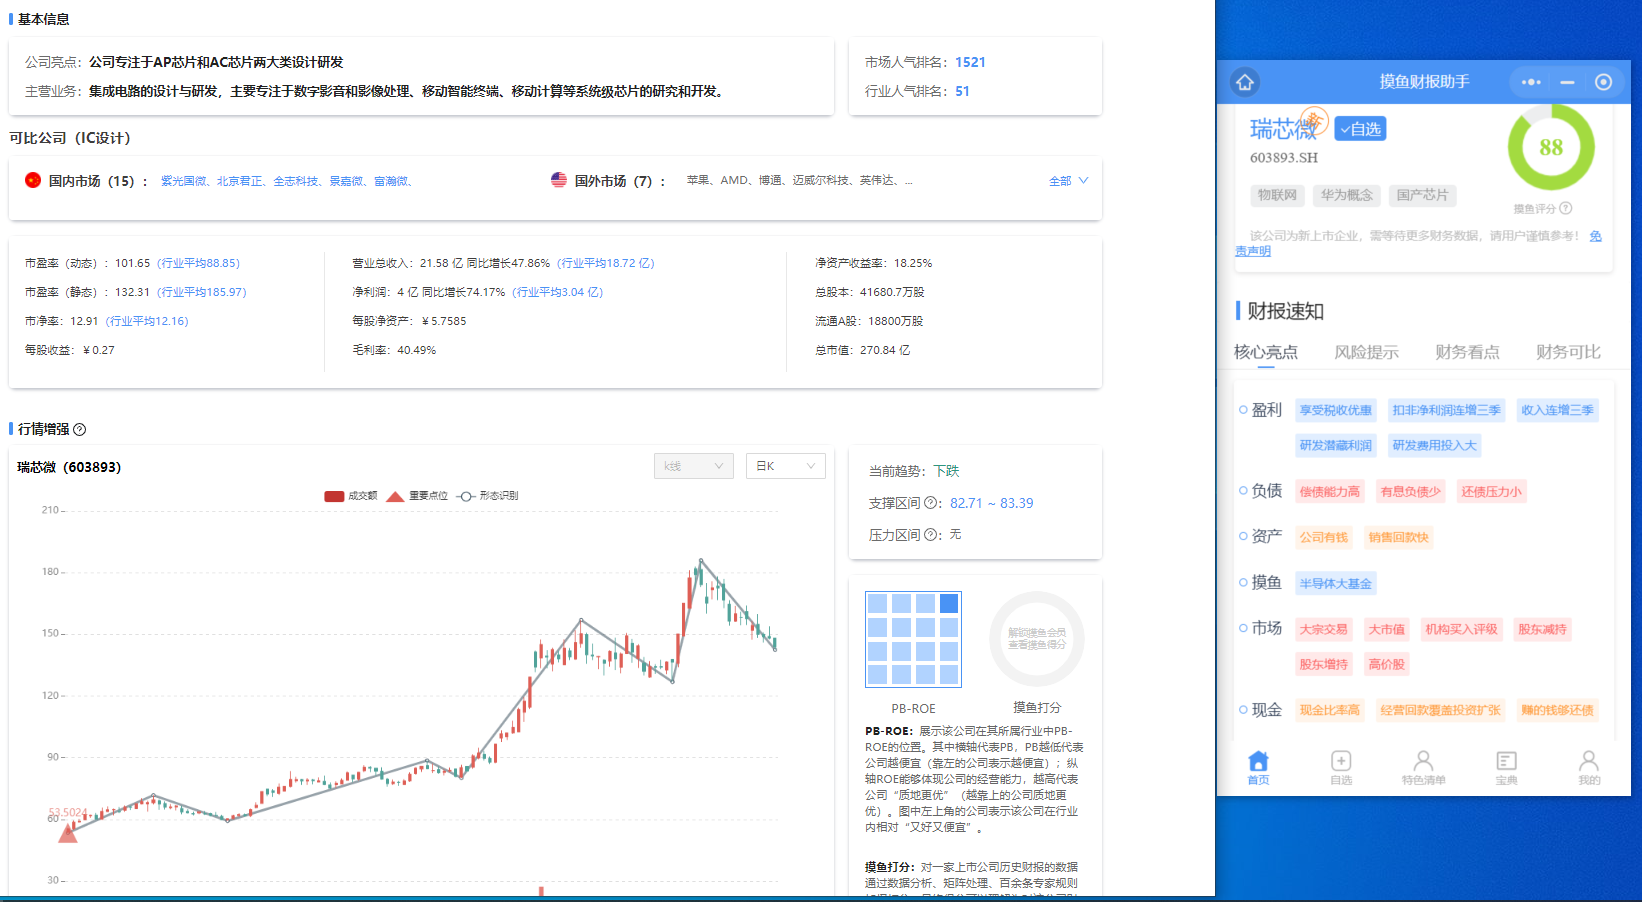 基本信息
公司亮点：公司专注于AP芯片和AC芯片两大类设计研发
主营业务：集成电路的设计与研发，主要专注于数字影音和影像处理、移动智能终端、移动计算等系统级芯片的研究和开发。
市场人气排名：1521
行业人气排名：51
可比公司（IC设计）
国内市场（15）：紫光国微、北京君正、全志科技、景嘉微、富瀚微、
国外市场（7）：苹果、AMD、博通、迈威尔科技、英伟达、...
全部
市盈率（动态）：101.65 (行业平均88.85)
市盈率（静态）：132.31 (行业平均185.97)
市净率：12.91 (行业平均12.16)
每股收益：￥0.27
营业总收入：21.58 亿 同比增长47.86% (行业平均18.72 亿)
净利润：4 亿 同比增长74.17% (行业平均3.04 亿)
每股净资产：￥5.7585
毛利率：40.49%
净资产收益率：18.25%
总股本：41680.7万股
流通A股：18800万股
总市值：270.84 亿
行情增强
瑞芯微（603893）
k线
日K
成交额 重要点位 形态识别
210
180
150
120
90
60
30
53.5024
当前趋势：下跌
支撑区间：82.71 ~ 83.39
压力区间：无
解锁摸鱼会员
查看摸鱼得分
PB-ROE
摸鱼打分
PB-ROE：展示该公司在其所属行业中PB-
ROE的位置。其中横轴代表PB，PB越低代表
公司越便宜（靠左的公司表示越便宜）；纵
轴ROE能够体现公司的经营能力，越高代表
公司“质地更优”（越靠上的公司质地更
优）。图中左上角的公司表示该公司在行业
内相对“又好又便宜”。
摸鱼打分：对一家上市公司历史财报的数据
通过数据分析、矩阵处理、百余条专家规则
摸鱼财报助手
瑞芯微
新
自选
603893.SH
物联网 华为概念 国产芯片
88
摸鱼评分
该公司为新上市企业，需等待更多财务数据，请用户谨慎参考！免
责声明
财报速知
核心亮点 风险提示 财务看点 财务可比
盈利 享受税收优惠 扣非净利润连增三季 收入连增三季
研发潜藏利润 研发费用投入大
负债 偿债能力高 有息负债少 还债压力小
资产 公司有钱 销售回款快
摸鱼 半导体大基金
市场 大宗交易 大市值 机构买入评级 股东减持
股东增持 高价股
现金 现金比率高 经营回款覆盖投资扩张 赚的钱够还债
首页 自选 特色清单 宝典 我的